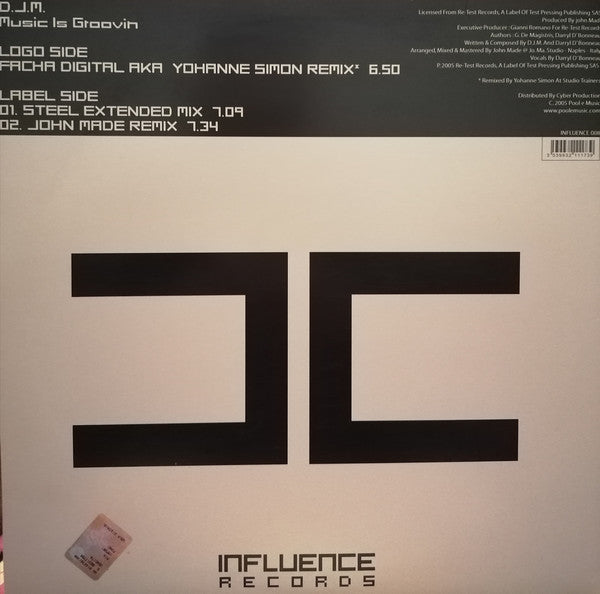 D.J.M.
Music Is Groovin
LOGO SIDE
FACHA DIGITAL AKA YOHANNE SIMON REMIX* 6.50
LABEL SIDE
01. STEEL EXTENDED MIX 7.09
02. JOHN MADE REMIX 7.34
Licensed From Re-Test Records, A Label Of Test Pressing Publishing SAS
Produced By John Mad
Executive Producer: Gianni Romano For Re-Test Record
Authors : G. De Magistris, Darryl D'Bonneau
Written & Composed By D.J.M. And Darryl D'Bonneau
Arranged, Mixed & Mastered By John Made @ Jo. Ma. Studio - Naples - Italy
Vocals By Darryl D'Bonneau
P. 2005 Re-Test Records, A Label Of Test Pressing Publishing SAS
* Remixed By Yohanne Simon At Studio Trainer
Distributed By Cyber Production
C. 2005 Pool e Music
www.poolemusic.com
INFLUENCE 008
INFLUENCE
RECORDS